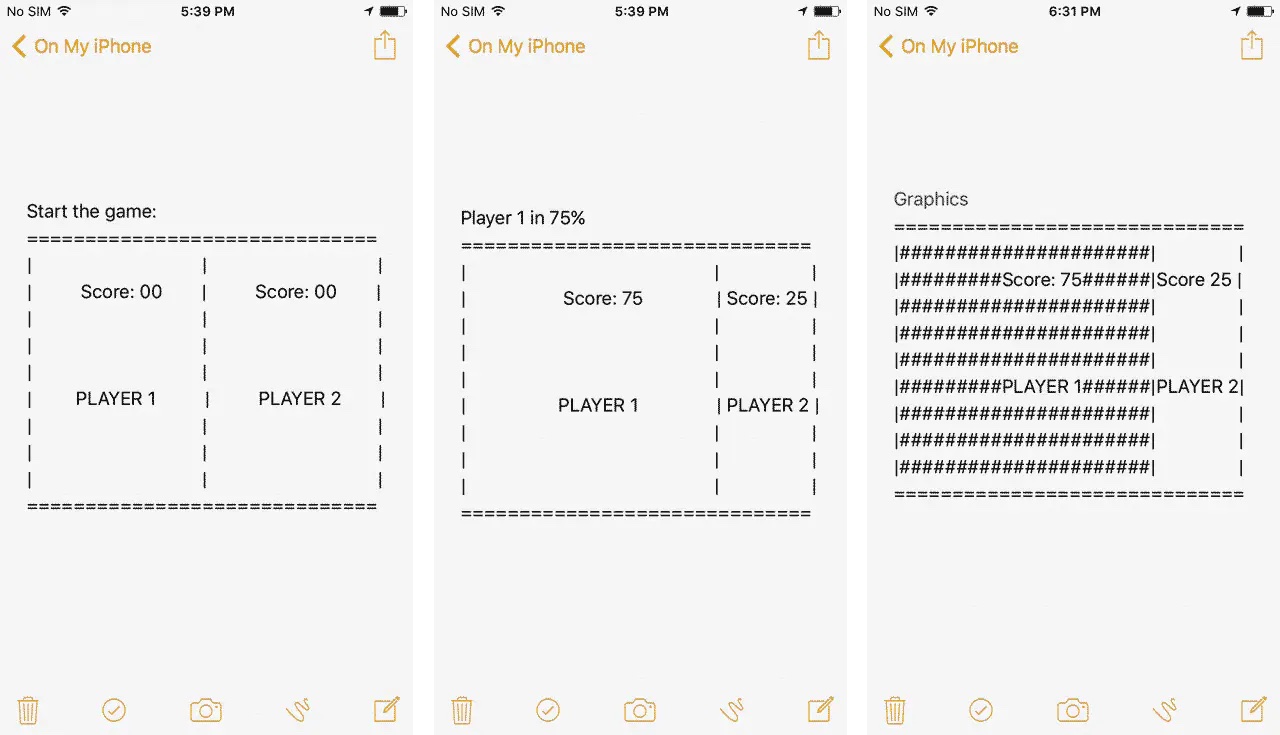 No SIM 5:39 PM
On My iPhone
Start the game:
==============================
| | |
| Score: 00 | Score: 00 |
| | |
| | |
| | |
| PLAYER 1 | PLAYER 2 |
| | |
| | |
| | |
==============================
No SIM 5:39 PM
On My iPhone
Player 1 in 75%
==============================
| | |
| Score: 75 | Score: 25 |
| | |
| | |
| | |
| PLAYER 1 | PLAYER 2 |
| | |
| | |
| | |
==============================
No SIM 6:31 PM
On My iPhone
Graphics
==============================
|######################| |
|#########Score: 75######|Score 25 |
|######################| |
|######################| |
|######################| |
|#########PLAYER 1######|PLAYER 2|
|######################| |
|######################| |
|######################| |
==============================